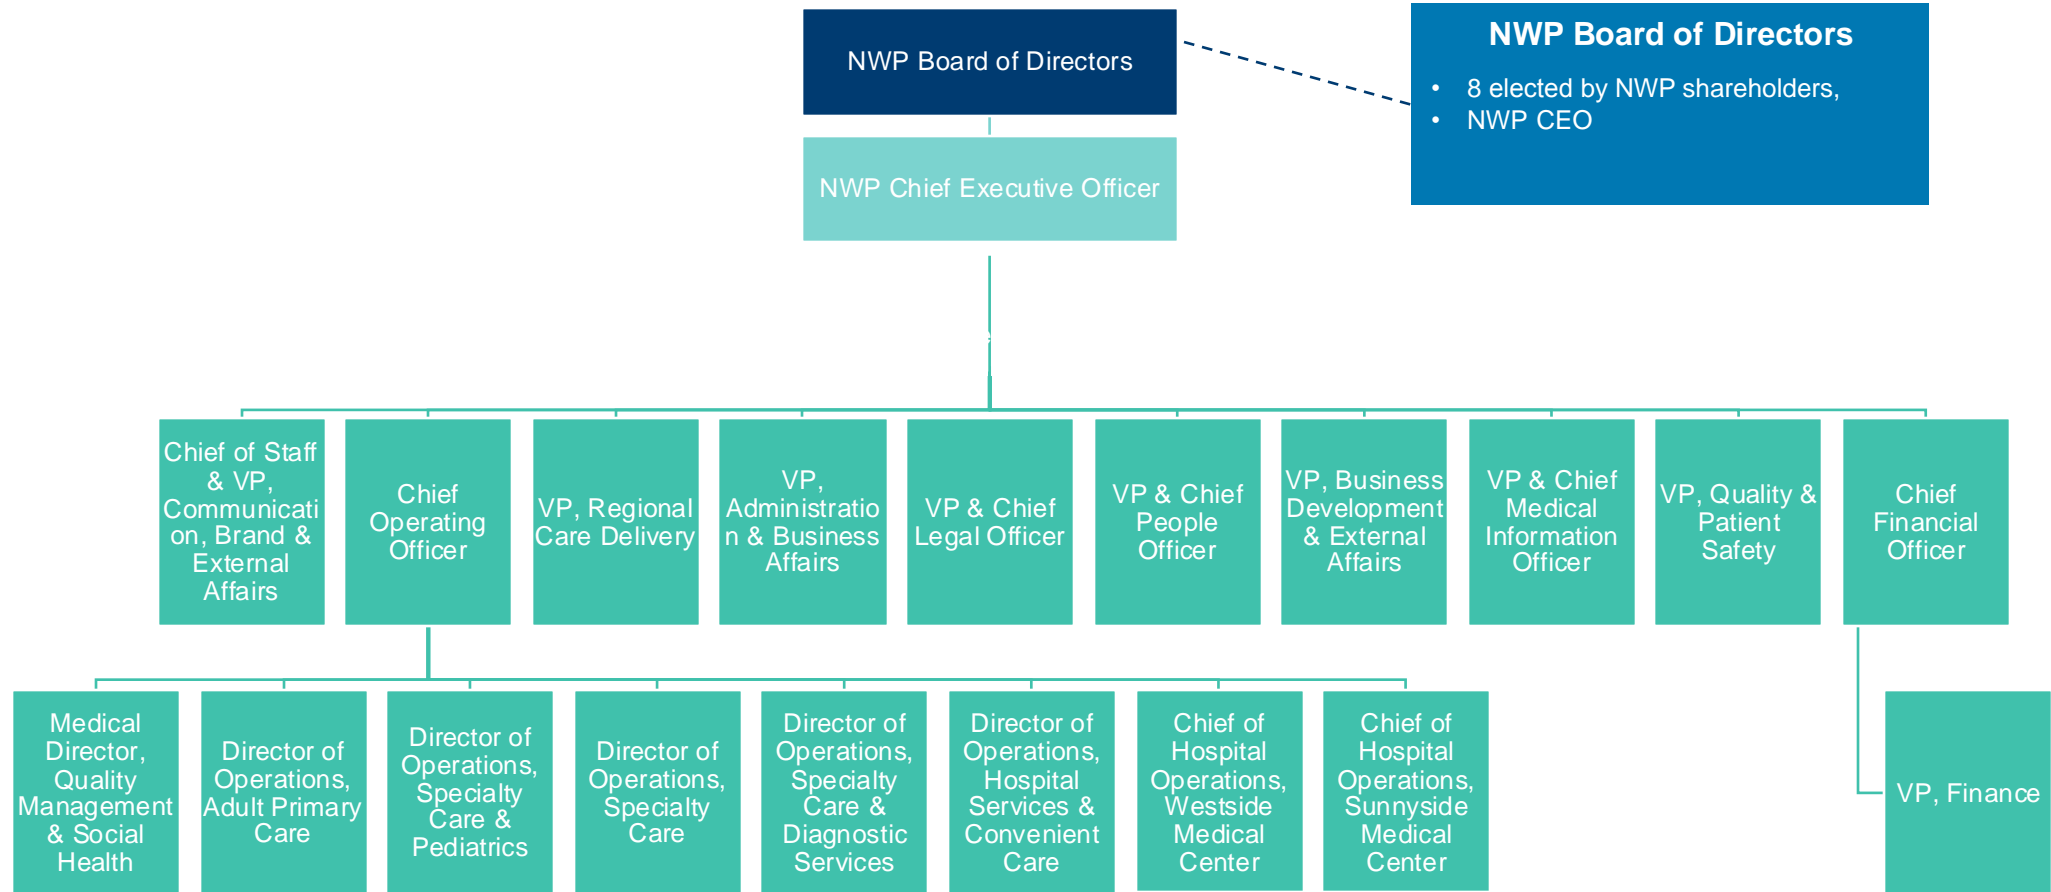 NWP Board of Directors
NWP Board of Directors
• 8 elected by NWP shareholders,
• NWP CEO
NWP Chief Executive Officer
Chief of Staff
& VP,
Communicati
on, Brand &
External
Affairs
Chief
Operating
Officer
VP, Regional
Care Delivery
VP,
Administratio
n & Business
Affairs
VP & Chief
Legal Officer
VP & Chief
People
Officer
VP, Business
Development
& External
Affairs
VP & Chief
Medical
Information
Officer
VP, Quality &
Patient
Safety
Chief
Financial
Officer
Medical
Director,
Quality
Management
& Social
Health
Director of
Operations,
Adult Primary
Care
Director of
Operations,
Specialty
Care &
Pediatrics
Director of
Operations,
Specialty
Care
Director of
Operations,
Specialty
Care &
Diagnostic
Services
Director of
Operations,
Hospital
Services &
Convenient
Care
Chief of
Hospital
Operations,
Westside
Medical
Center
Chief of
Hospital
Operations,
Sunnyside
Medical
Center
VP, Finance